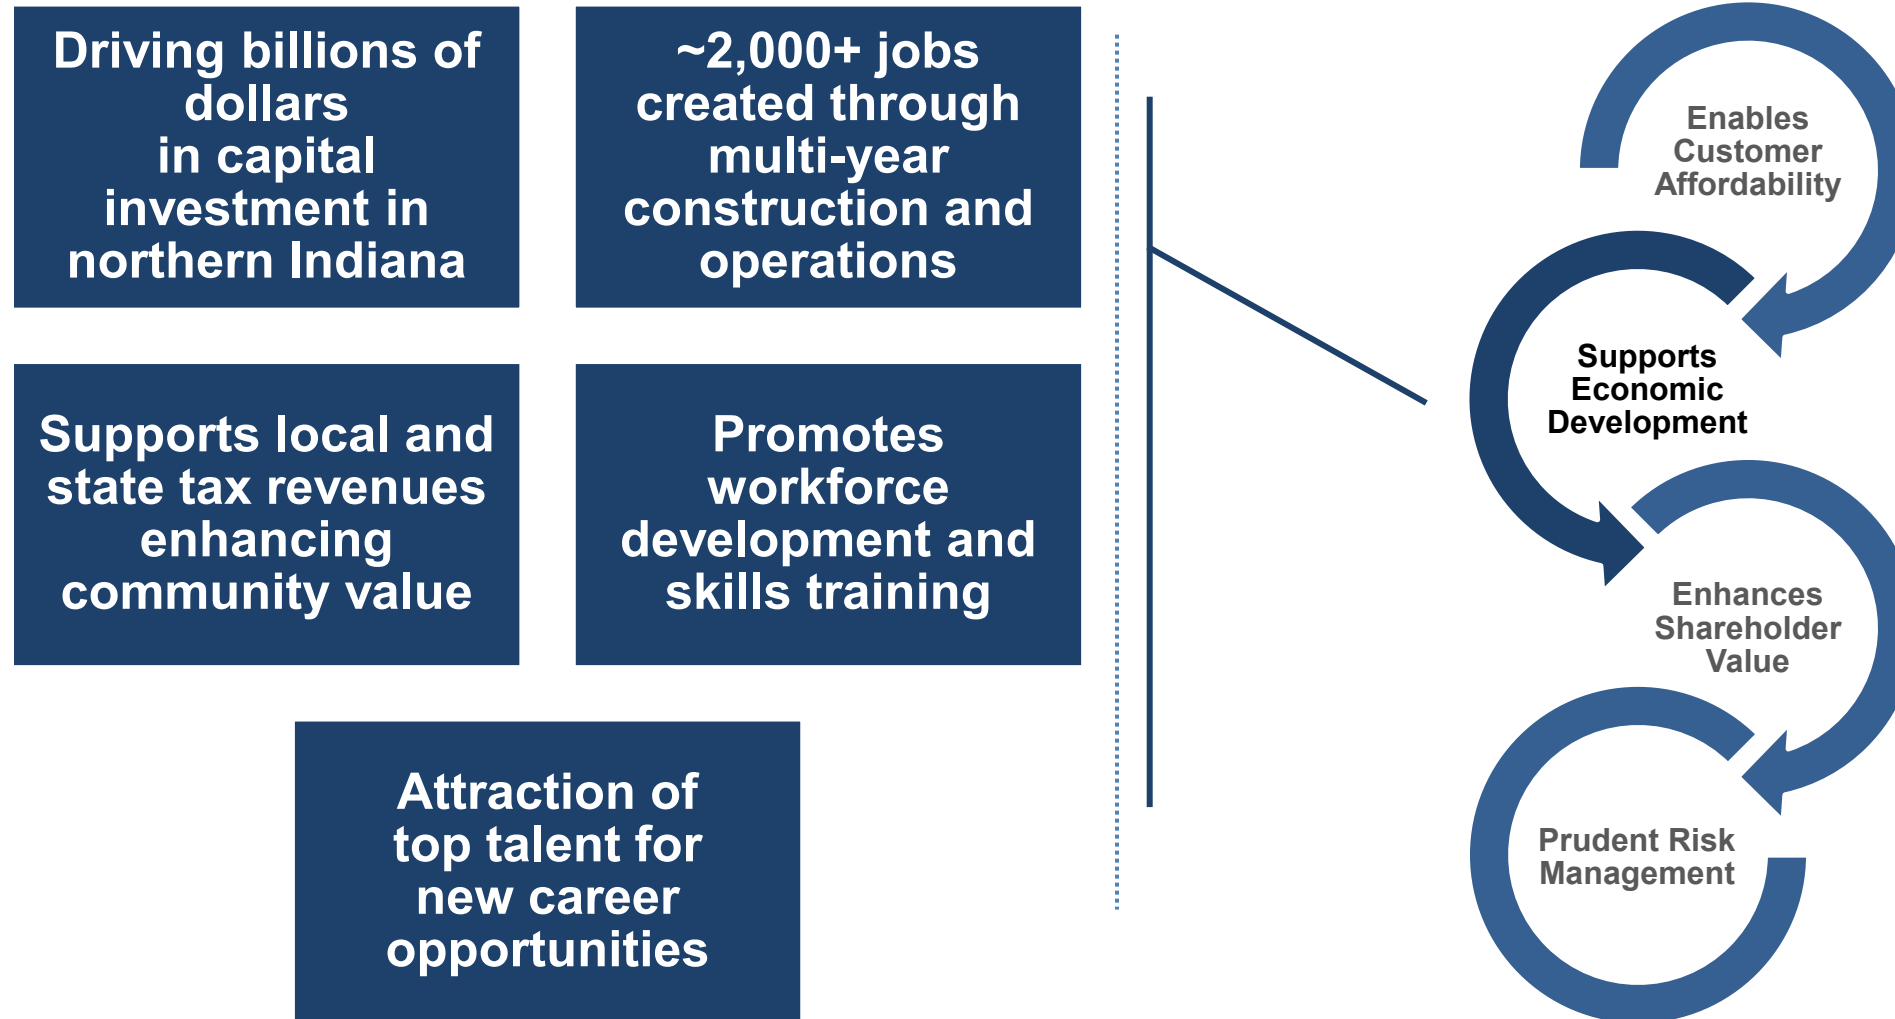 Driving billions of
dollars
in capital
investment in
northern Indiana
~2,000+ jobs
created through
multi-year
construction and
operations
Supports local and
state tax revenues
enhancing
community value
Promotes
workforce
development and
skills training
Attraction of
top talent for
new career
opportunities
Enables
Customer
Affordability
Supports
Economic
Development
Enhances
Shareholder
Value
Prudent Risk
Management